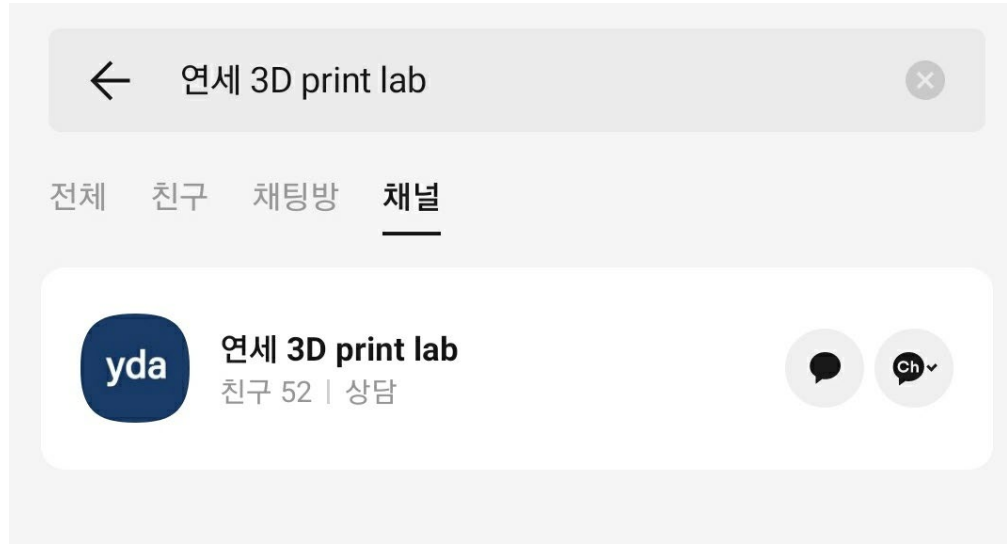 연세 3D print lab
전체 친구 채팅방 채널
yda
연세 3D print lab
친구 52 | 상담
Ch